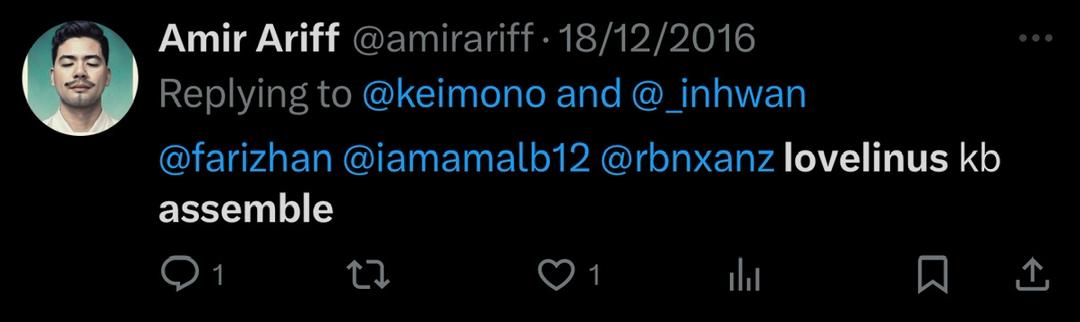 Amir Ariff @amirariff · 18/12/2016
Replying to @keimono and @_inhwan
@farizhan @iamamalb12 @rbnxanz lovelinus kb
assemble
1 1